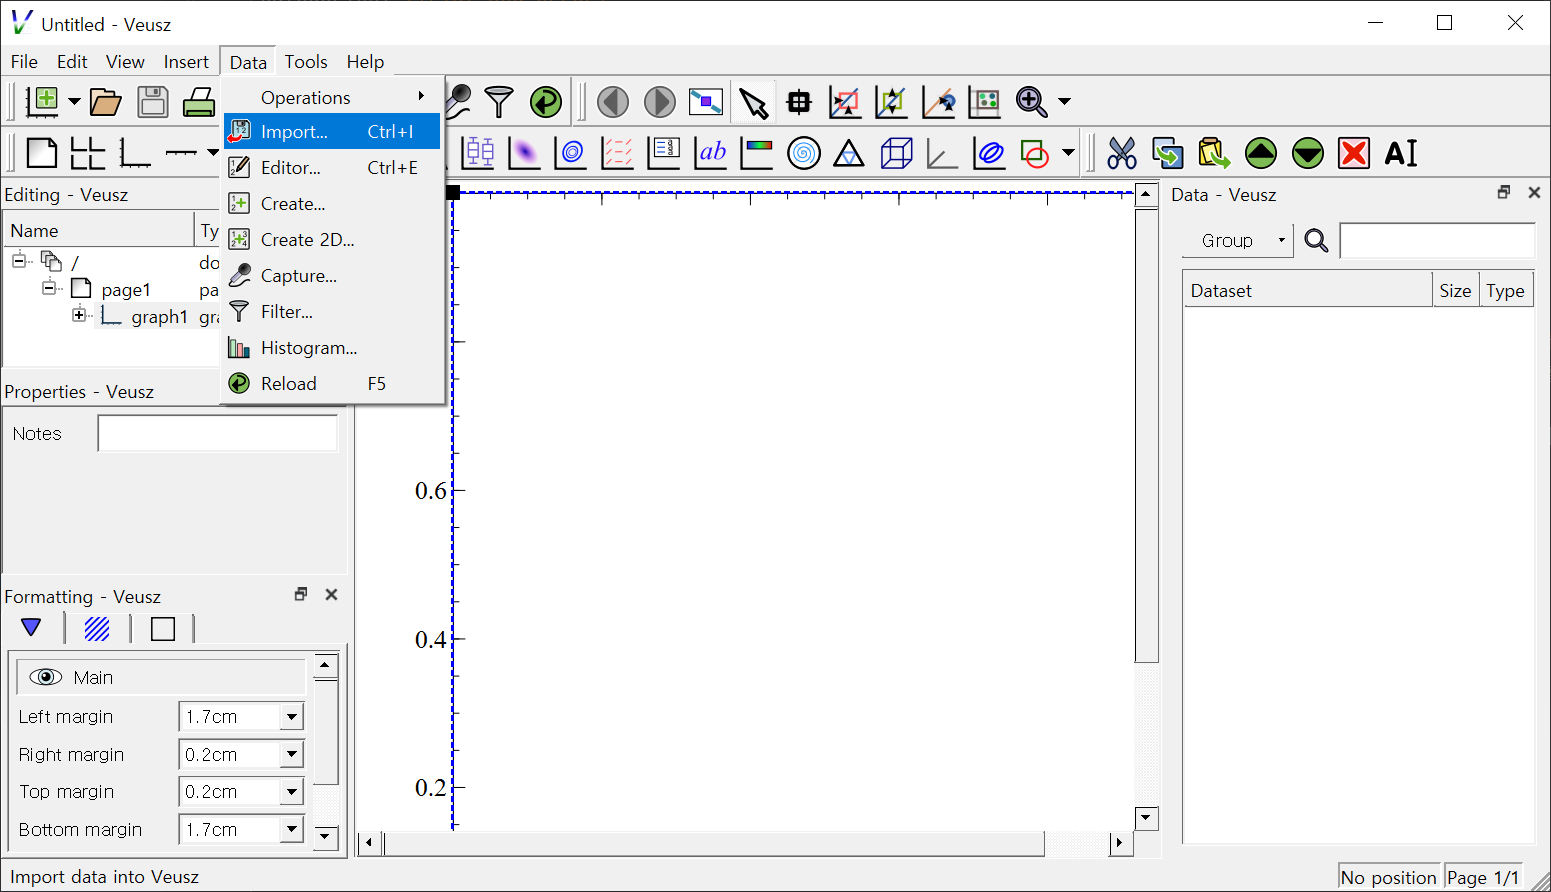 Untitled - Veusz
File Edit View Insert Data Tools Help
Operations
Import... Ctrl+I
Editor... Ctrl+E
Create...
Create 2D...
Capture...
Filter...
Histogram...
Reload F5
Editing - Veusz
Name Ty
/ do
page1 pa
graph1 gra
Properties - Veusz
Notes
Formatting - Veusz
Main
Left margin 1.7cm
Right margin 0.2cm
Top margin 0.2cm
Bottom margin 1.7cm
ab
AI
0.6
0.4
0.2
Data - Veusz
Group
Dataset Size Type
Import data into Veusz
No position Page 1/1